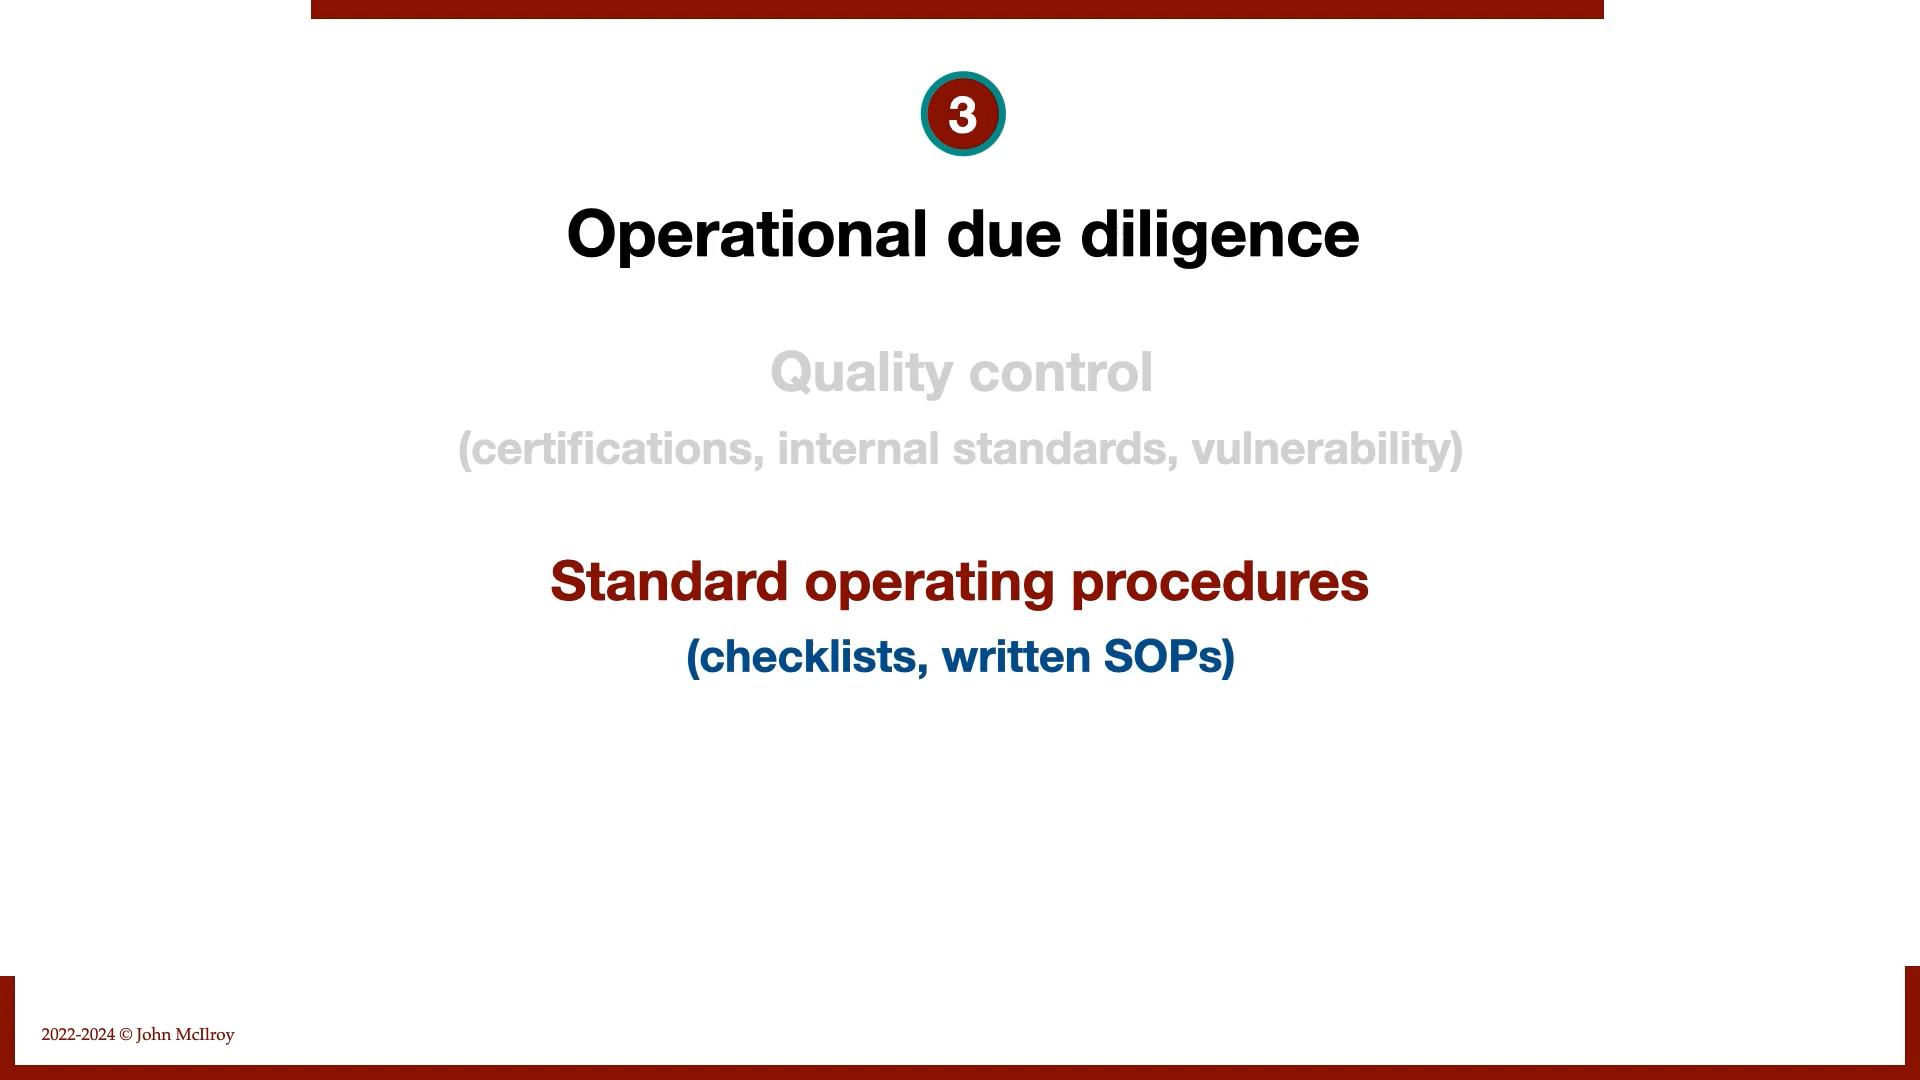 3
Operational due diligence
Quality control
(certifications, internal standards, vulnerability)
Standard operating procedures
(checklists, written SOPs)
2022-2024 © John McIlroy